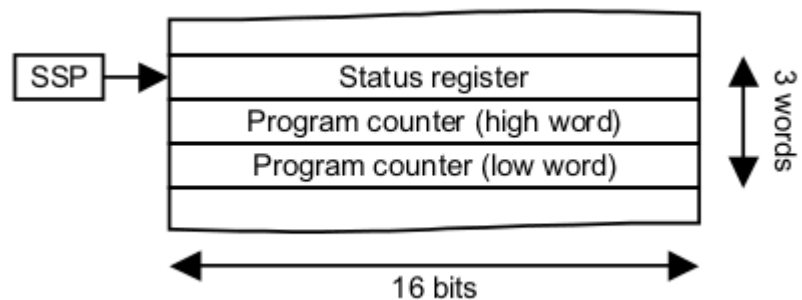 SSP
Status register
Program counter (high word)
Program counter (low word)
3 words
16 bits